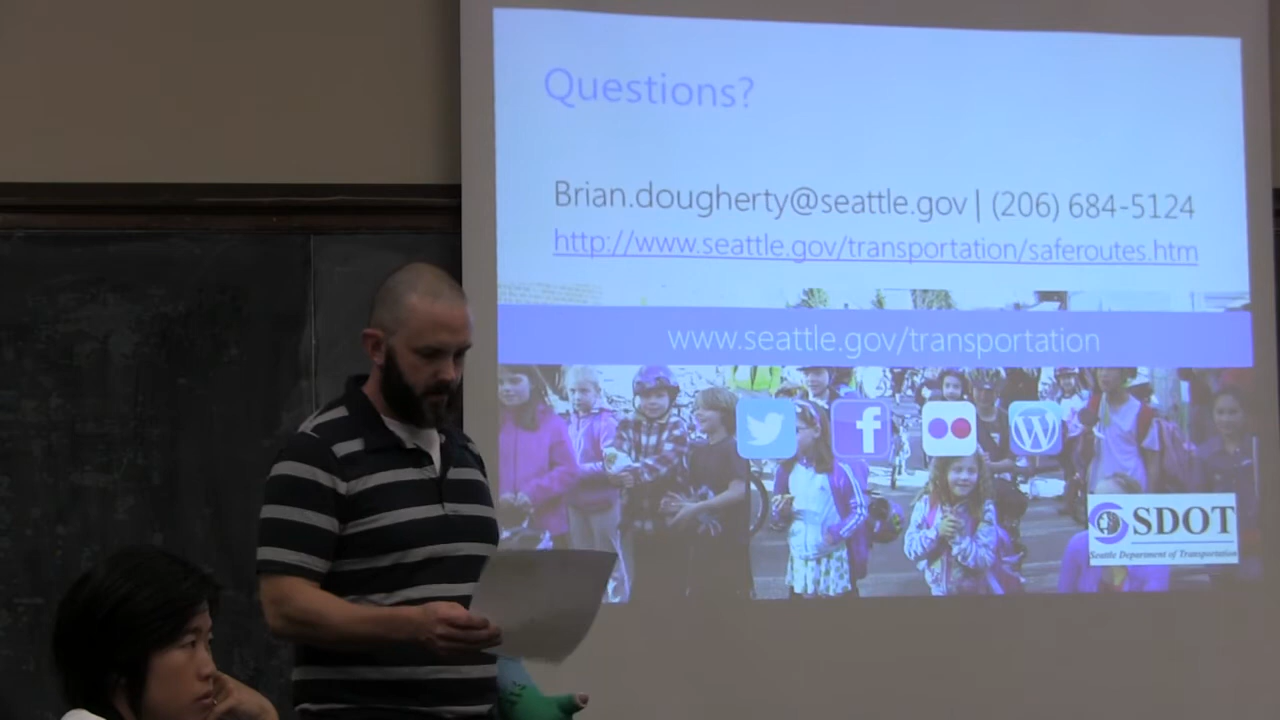 Questions?
Brian.dougherty@seattle.gov | (206) 684-5124
http://www.seattle.gov/transportation/saferoutes.htm
www.seattle.gov/transportation
f
W
SDOT
Seattle Department of Transportation